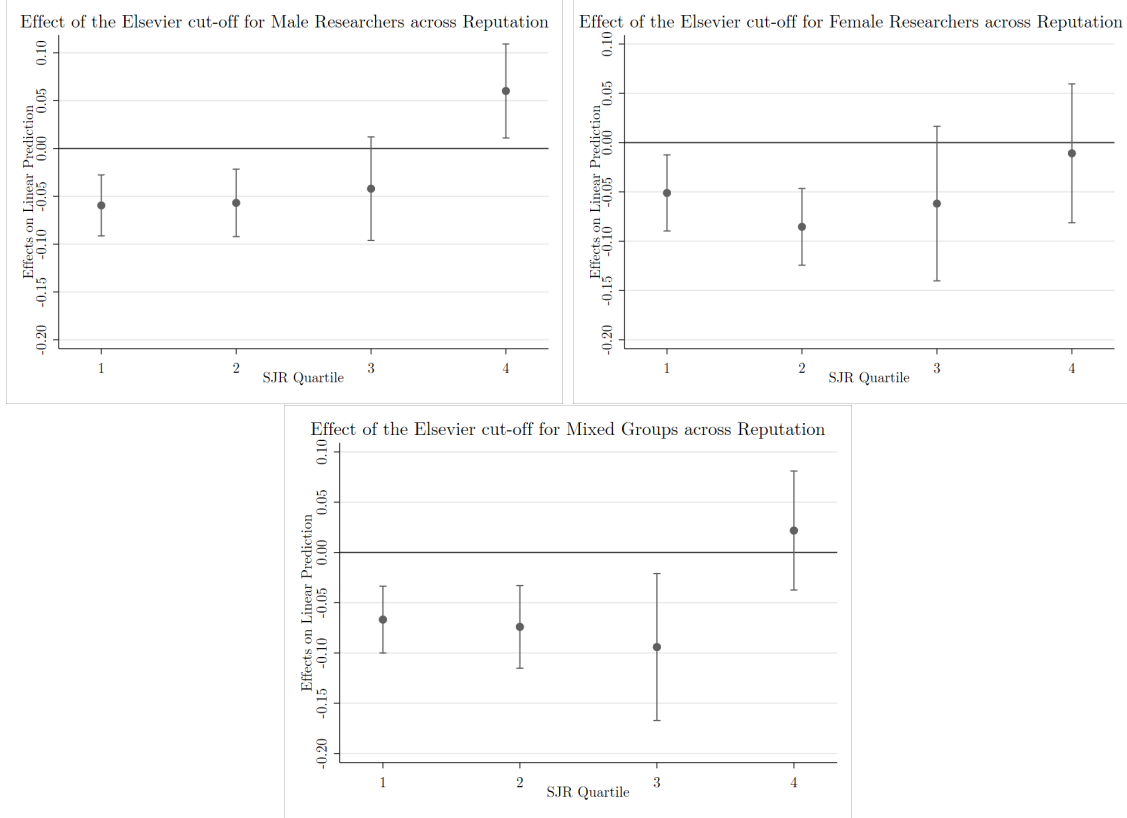 Effect of the Elsevier cut-off for Male Researchers across Reputation
Effects on Linear Prediction
0.10
0.05
0.00
-0.05
-0.10
-0.15
-0.20
1 2 3 4
SJR Quartile
Effect of the Elsevier cut-off for Female Researchers across Reputation
Effects on Linear Prediction
0.10
0.05
0.00
-0.05
-0.10
-0.15
-0.20
1 2 3 4
SJR Quartile
Effect of the Elsevier cut-off for Mixed Groups across Reputation
Effects on Linear Prediction
0.10
0.05
0.00
-0.05
-0.10
-0.15
-0.20
1 2 3 4
SJR Quartile